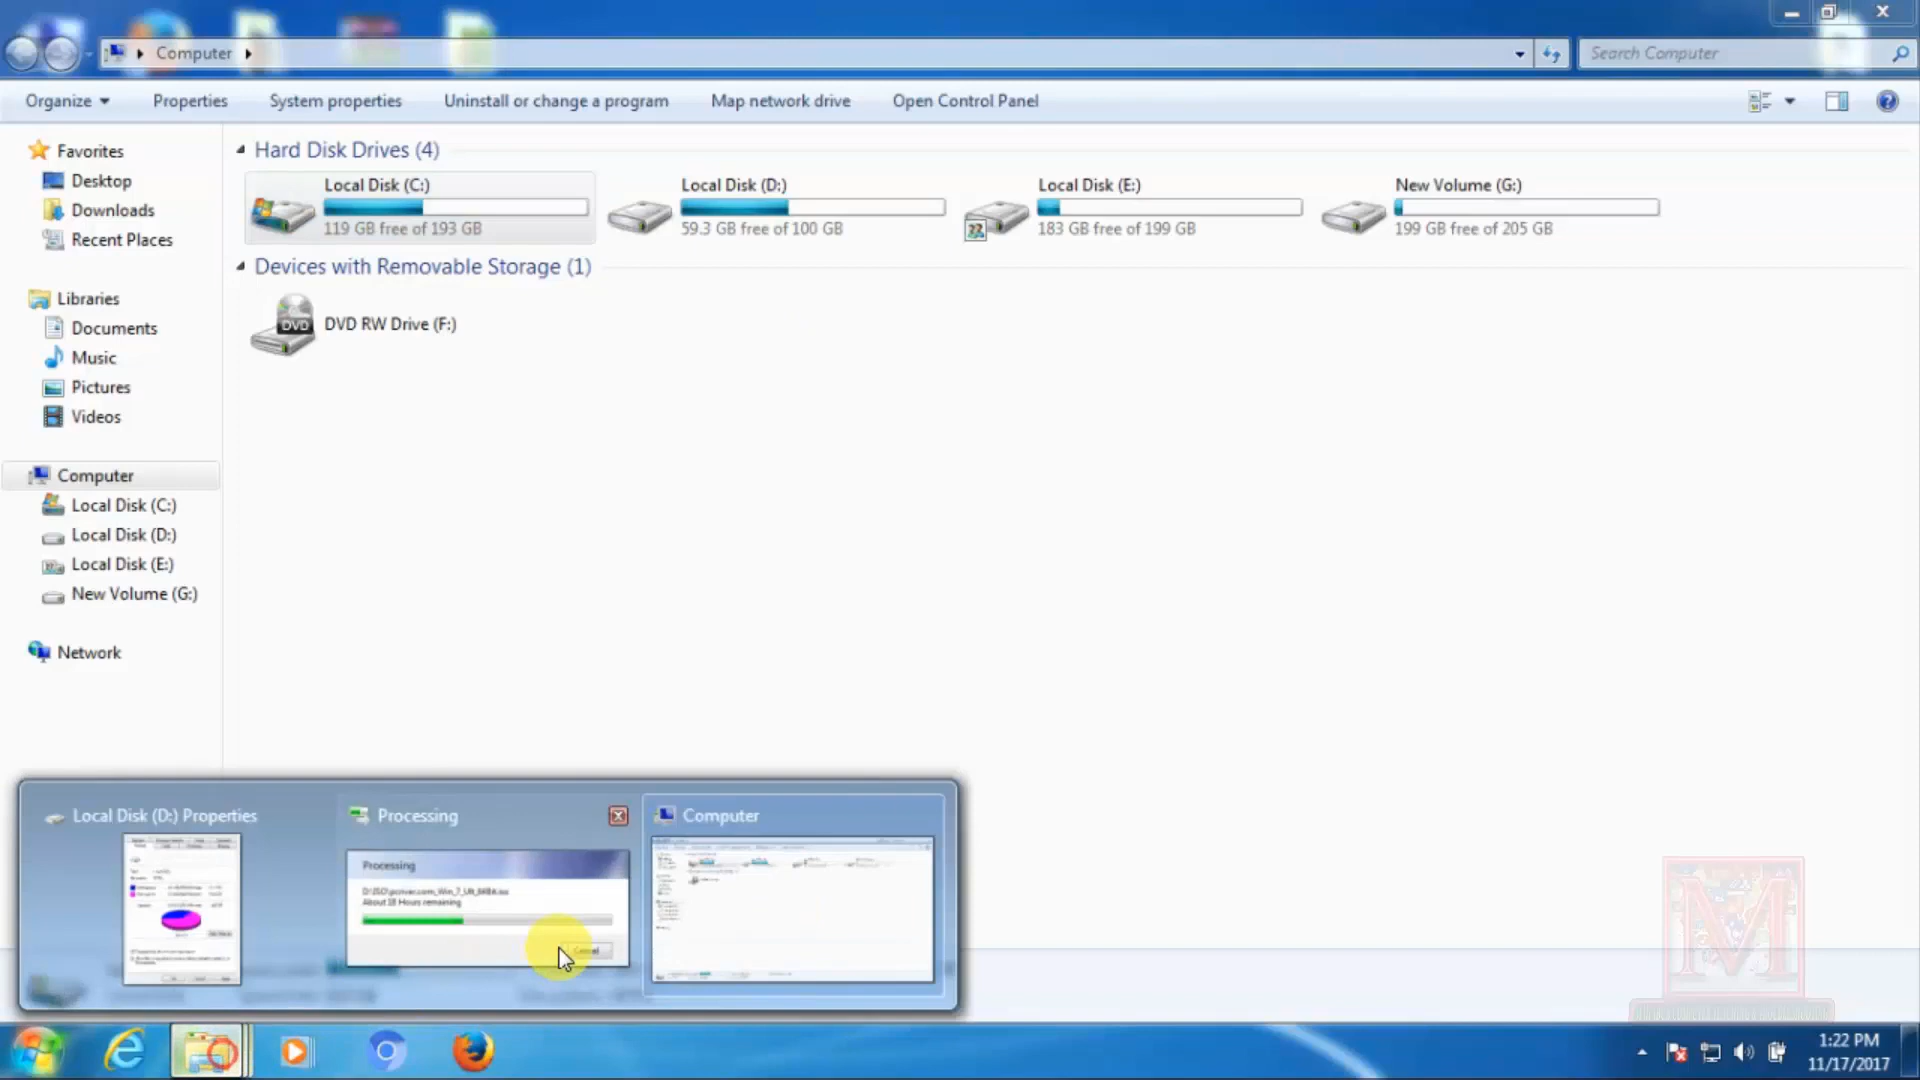 Computer
Search Computer
Organize
Properties
System properties
Uninstall or change a program
Map network drive
Open Control Panel
Favorites
Desktop
Downloads
Recent Places
Libraries
Documents
Music
Pictures
Videos
Computer
Local Disk (C:)
Local Disk (D:)
Local Disk (E:)
New Volume (G:)
Network
Hard Disk Drives (4)
Local Disk (C:)
119 GB free of 193 GB
Local Disk (D:)
59.3 GB free of 100 GB
Local Disk (E:)
183 GB free of 199 GB
New Volume (G:)
199 GB free of 205 GB
Devices with Removable Storage (1)
DVD
DVD RW Drive (F:)
Local Disk (D:) Properties
Processing
Processing
About 18 Hours remaining
Cancel
Computer
M
1:22 PM
11/17/2017